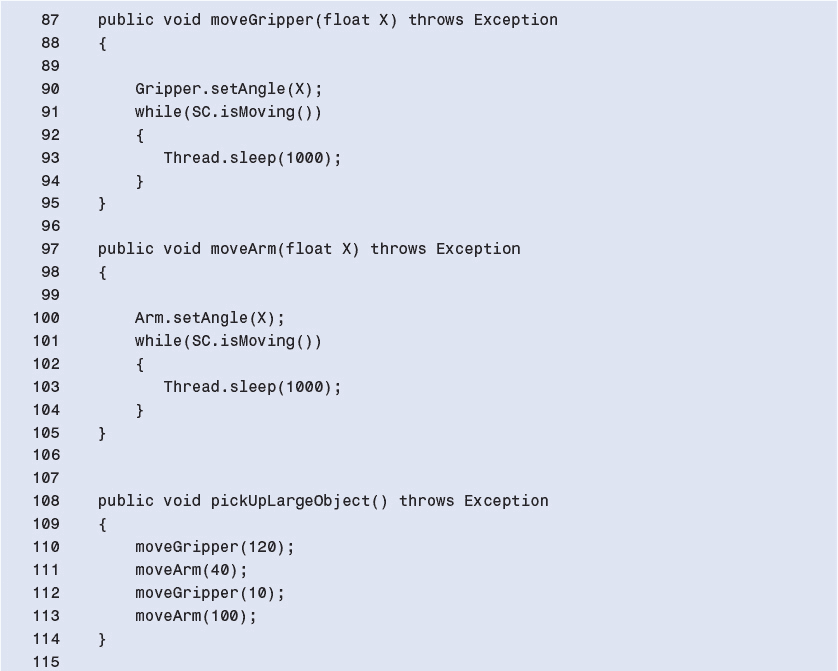 87    public void moveGripper(float X) throws Exception
88    {
89
90        Gripper.setAngle(X);
91        while(SC.isMoving())
92        {
93           Thread.sleep(1000);
94        }
95    }
96
97    public void moveArm(float X) throws Exception
98    {
99
100        Arm.setAngle(X);
101        while(SC.isMoving())
102        {
103           Thread.sleep(1000);
104        }
105    }
106
107
108    public void pickUpLargeObject() throws Exception
109    {
110        moveGripper(120);
111        moveArm(40);
112        moveGripper(10);
113        moveArm(100);
114    }
115